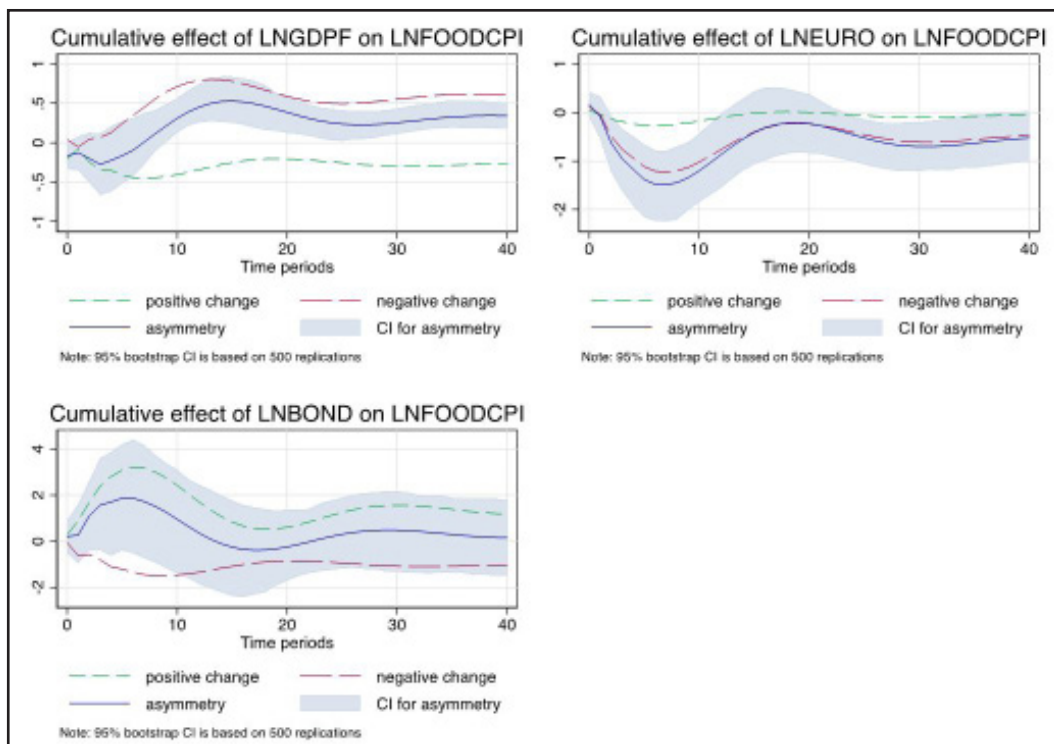 Cumulative effect of LNGDPF on LNFOODCPI
1
.5
0
-.5
-1
0 10 20 30 40
Time periods
positive change negative change
asymmetry CI for asymmetry
Note: 95% bootstrap CI is based on 500 replications
Cumulative effect of LNEURO on LNFOODCPI
1
0
-1
-2
0 10 20 30 40
Time periods
positive change negative change
asymmetry CI for asymmetry
Note: 95% bootstrap CI is based on 500 replications
Cumulative effect of LNBOND on LNFOODCPI
4
2
0
-2
0 10 20 30 40
Time periods
positive change negative change
asymmetry CI for asymmetry
Note: 95% bootstrap CI is based on 500 replications